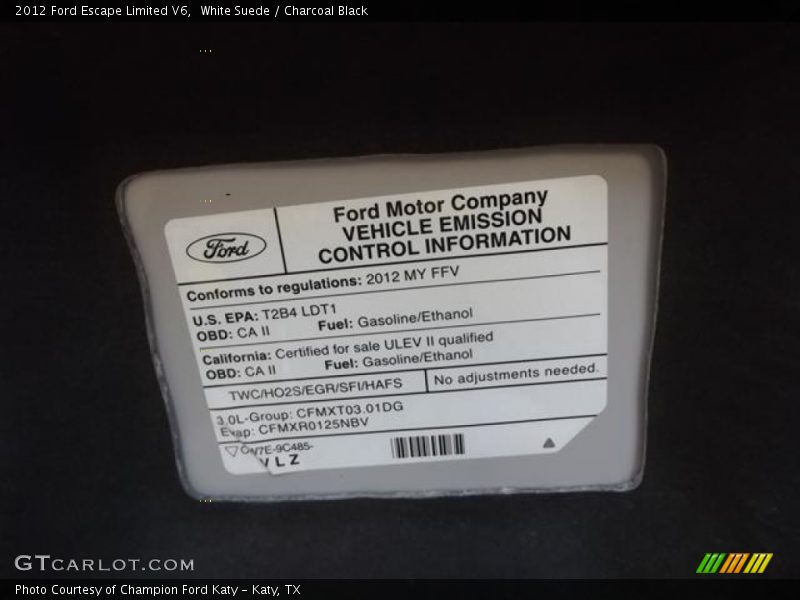 2012 Ford Escape Limited V6, White Suede / Charcoal Black
Ford
Ford Motor Company
VEHICLE EMISSION
CONTROL INFORMATION
Conforms to regulations: 2012 MY FFV
U.S. EPA: T2B4 LDT1
OBD: CA II Fuel: Gasoline/Ethanol
California: Certified for sale ULEV II qualified
OBD: CA II Fuel: Gasoline/Ethanol
TWC/HO2S/EGR/SFI/HAFS No adjustments needed.
3.0L-Group: CFMXT03.01DG
Evap: CFMXR0125NBV
-9C485-
V L Z
GTCARLOT.COM
Photo Courtesy of Champion Ford Katy - Katy, TX